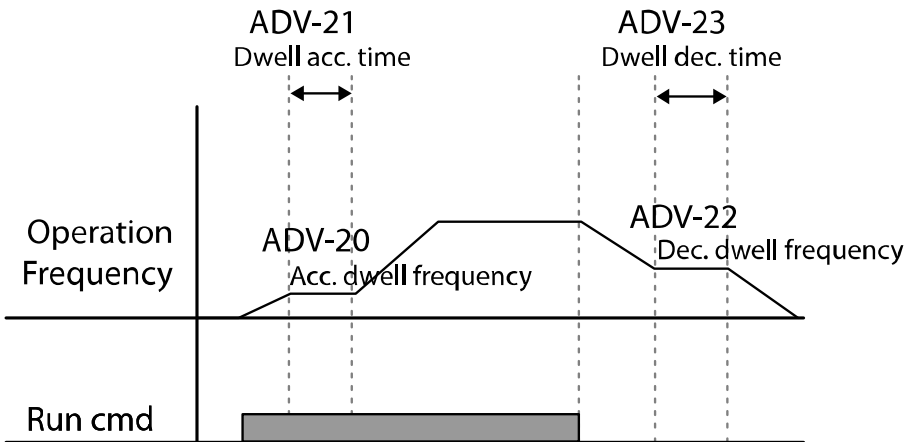 ADV-21
Dwell acc. time
ADV-23
Dwell dec. time
Operation
Frequency
ADV-20
Acc. dwell frequency
ADV-22
Dec. dwell frequency
Run cmd